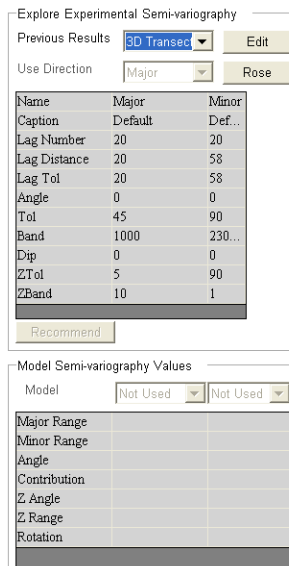 Explore Experimental Semi-variography
Previous Results 3D Transect Edit
Use Direction Major Rose
Name Major Minor
Caption Default Def...
Lag Number 20 20
Lag Distance 20 58
Lag Tol 20 58
Angle 0 0
Tol 45 90
Band 1000 230...
Dip 0 0
ZTol 5 90
ZBand 10 1
Recommend
Model Semi-variography Values
Model Not Used Not Used
Major Range
Minor Range
Angle
Contribution
Z Angle
Z Range
Rotation